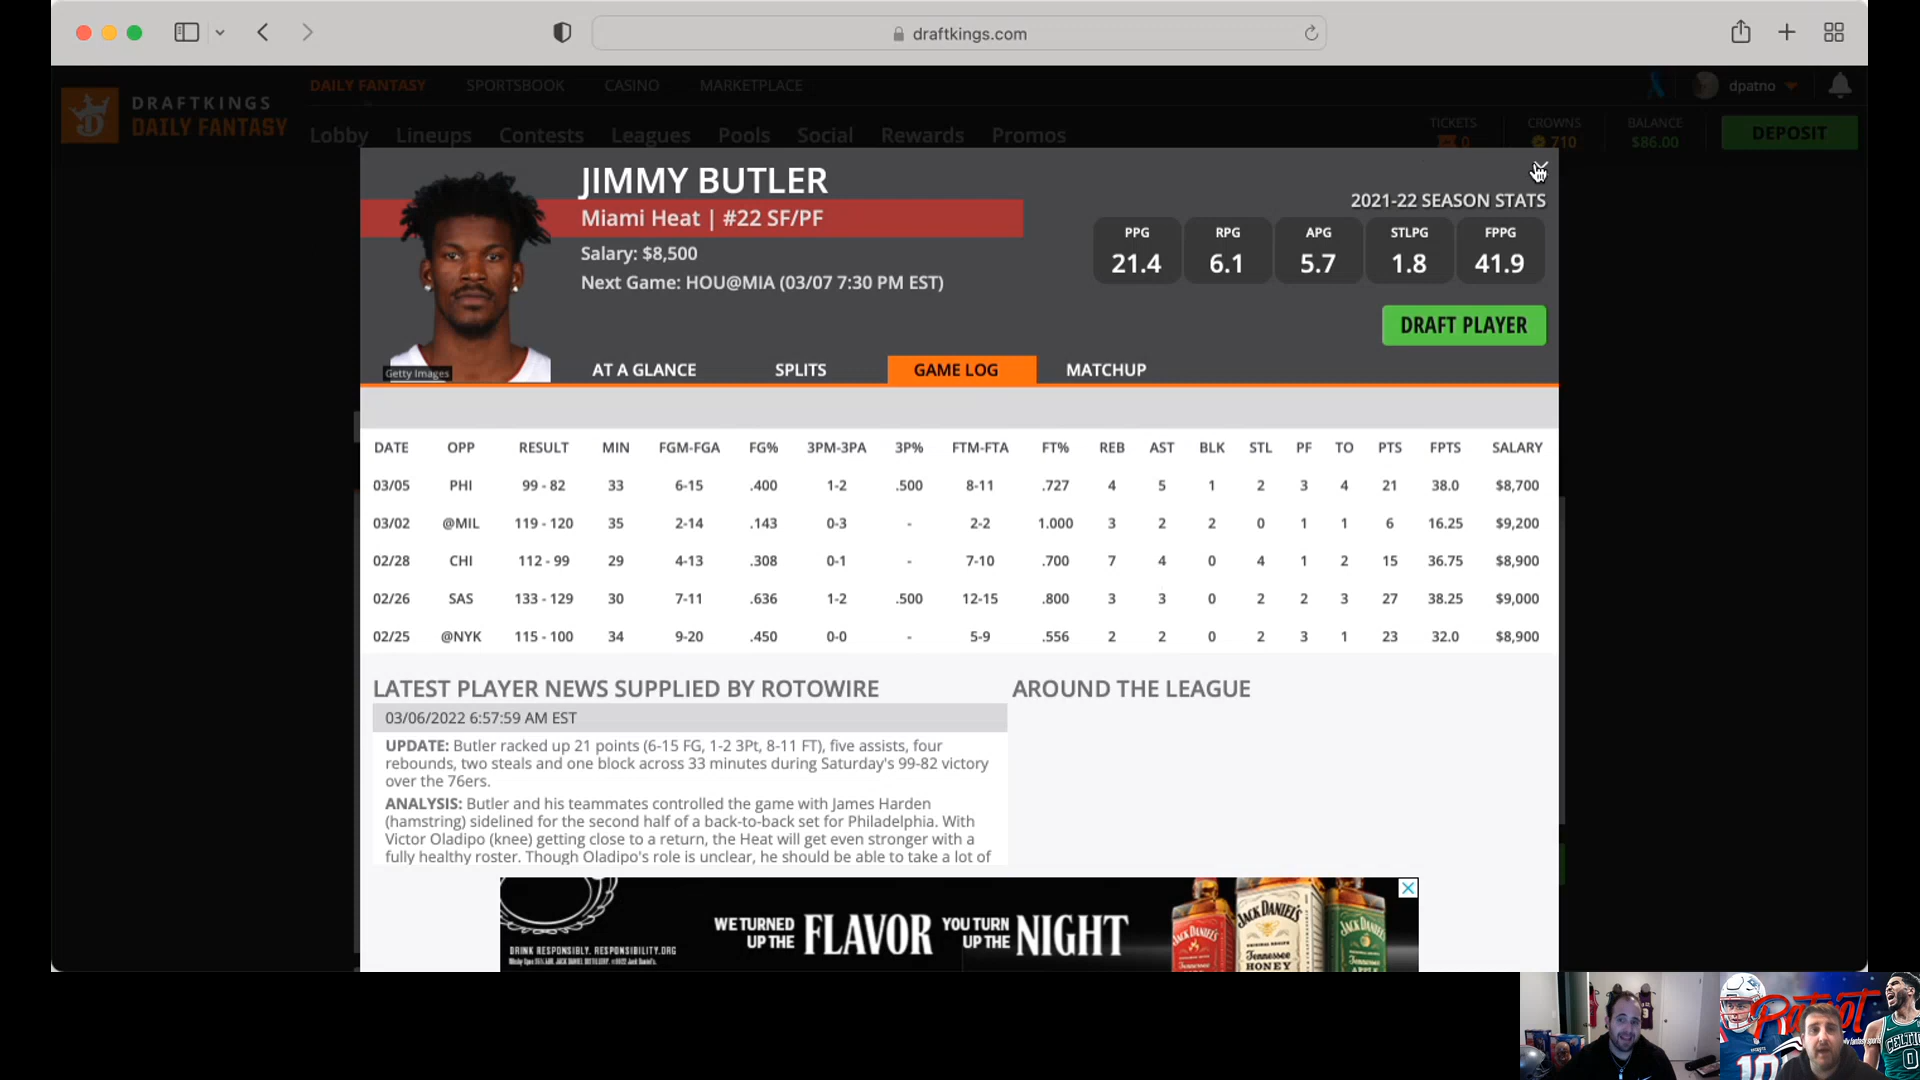 draftkings.com
DRAFTKINGS
DAILY FANTASY
DAILY FANTASY SPORTSBOOK CASINO MARKETPLACE
dpatno
Lobby Lineups Contests Leagues Pools Social Rewards Promos
TICKETS CROWNS BALANCE
0 710 $86.00
DEPOSIT
JIMMY BUTLER
Miami Heat | #22 SF/PF
Salary: $8,500
Next Game: HOU@MIA (03/07 7:30 PM EST)
2021-22 SEASON STATS
PPG RPG APG STLPG FPPG
21.4 6.1 5.7 1.8 41.9
DRAFT PLAYER
Getty Images
AT A GLANCE SPLITS GAME LOG MATCHUP
DATE OPP RESULT MIN FGM-FGA FG% 3PM-3PA 3P% FTM-FTA FT% REB AST BLK STL PF TO PTS FPTS SALARY
03/05 PHI 99 - 82 33 6-15 .400 1-2 .500 8-11 .727 4 5 1 2 3 4 21 38.0 $8,700
03/02 @MIL 119 - 120 35 2-14 .143 0-3 - 2-2 1.000 3 2 2 0 1 1 6 16.25 $9,200
02/28 CHI 112 - 99 29 4-13 .308 0-1 - 7-10 .700 7 4 0 4 1 2 15 36.75 $8,900
02/26 SAS 133 - 129 30 7-11 .636 1-2 .500 12-15 .800 3 3 0 2 2 3 27 38.25 $9,000
02/25 @NYK 115 - 100 34 9-20 .450 0-0 - 5-9 .556 2 2 0 2 3 1 23 32.0 $8,900
LATEST PLAYER NEWS SUPPLIED BY ROTOWIRE
AROUND THE LEAGUE
03/06/2022 6:57:59 AM EST
UPDATE: Butler racked up 21 points (6-15 FG, 1-2 3Pt, 8-11 FT), five assists, four
rebounds, two steals and one block across 33 minutes during Saturday's 99-82 victory
over the 76ers.
ANALYSIS: Butler and his teammates controlled the game with James Harden
(hamstring) sidelined for the second half of a back-to-back set for Philadelphia. With
Victor Oladipo (knee) getting close to a return, the Heat will get even stronger with a
fully healthy roster. Though Oladipo's role is unclear, he should be able to take a lot of
WE TURNED UP THE FLAVOR YOU TURN UP THE NIGHT
DRINK RESPONSIBLY. RESPONSIBILITY.ORG
JACK DANIEL'S
JACK DANIEL'S
Tennessee
HONEY
JACK DANIEL'S
Tennessee
APPLE
Patriot
CELTICS
0
10